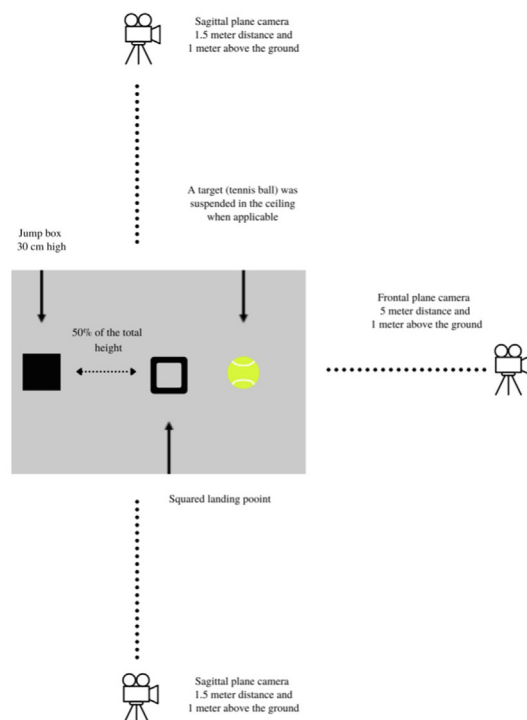 Sagittal plane camera
1.5 meter distance and
1 meter above the ground
A target (tennis ball) was
suspended in the ceiling
when applicable
Jump box
30 cm high
50% of the total
height
Frontal plane camera
5 meter distance and
1 meter above the ground
Squared landing pooint
Sagittal plane camera
1.5 meter distance and
1 meter above the ground